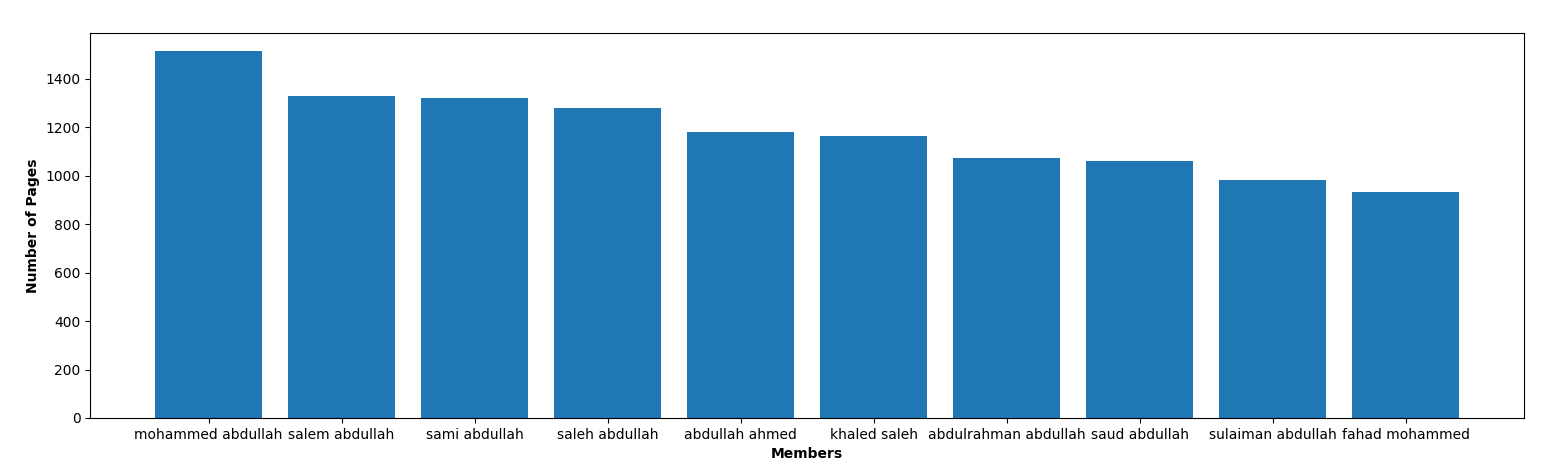 1400
1200
1000
800
600
400
200
0
Number of Pages
mohammed abdullah salem abdullah sami abdullah saleh abdullah abdullah ahmed khaled saleh abdulrahman abdullah saud abdullah sulaiman abdullah fahad mohammed
Members